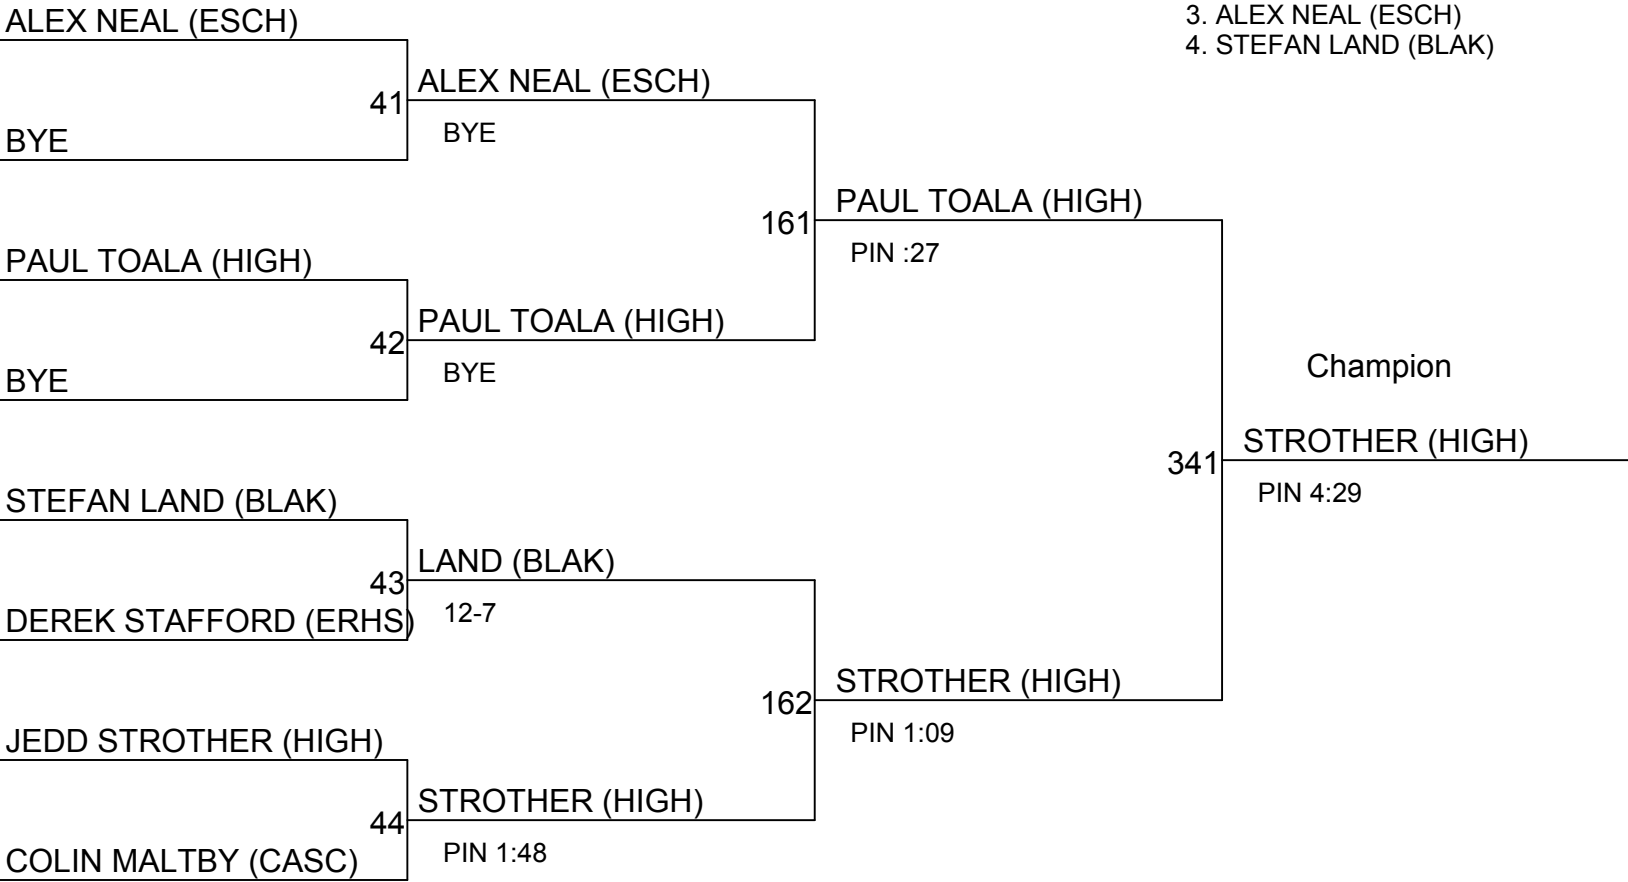 ALEX NEAL (ESCH)
3. ALEX NEAL (ESCH)
4. STEFAN LAND (BLAK)
41
ALEX NEAL (ESCH)
BYE
BYE
161
PAUL TOALA (HIGH)
PIN :27
PAUL TOALA (HIGH)
42
PAUL TOALA (HIGH)
BYE
BYE
Champion
341
STROTHER (HIGH)
PIN 4:29
STEFAN LAND (BLAK)
43
LAND (BLAK)
12-7
DEREK STAFFORD (ERHS)
162
STROTHER (HIGH)
PIN 1:09
JEDD STROTHER (HIGH)
44
STROTHER (HIGH)
PIN 1:48
COLIN MALTBY (CASC)